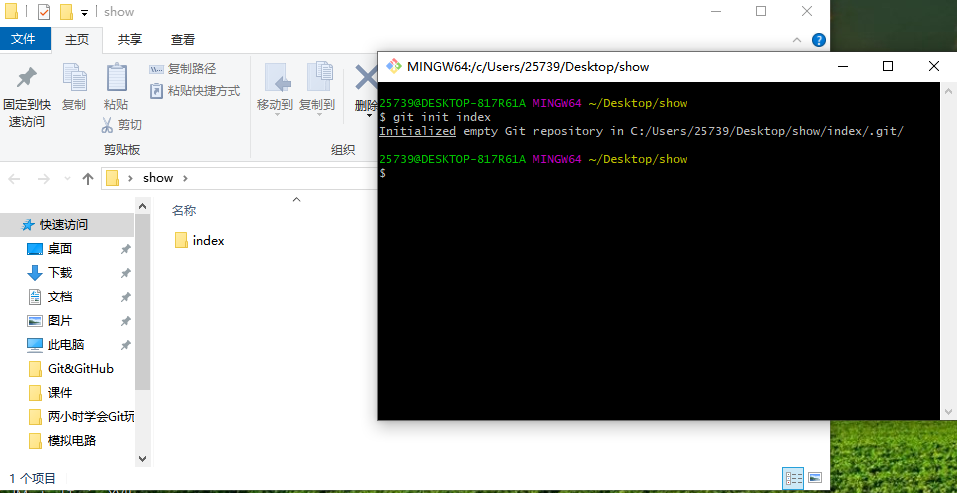 show
文件 主页 共享 查看
固定到快
速访问
复制
粘贴
复制路径
粘贴快捷方式
剪切
移动到 复制到 删除
剪贴板
组织
show
名称
index
快速访问
桌面
下载
文档
图片
此电脑
Git&GitHub
课件
两小时学会Git玩
模拟电路
1 个项目
MINGW64:/c/Users/25739/Desktop/show
25739@DESKTOP-817R61A MINGW64 ~/Desktop/show
$ git init index
Initialized empty Git repository in C:/Users/25739/Desktop/show/index/.git/
25739@DESKTOP-817R61A MINGW64 ~/Desktop/show
$